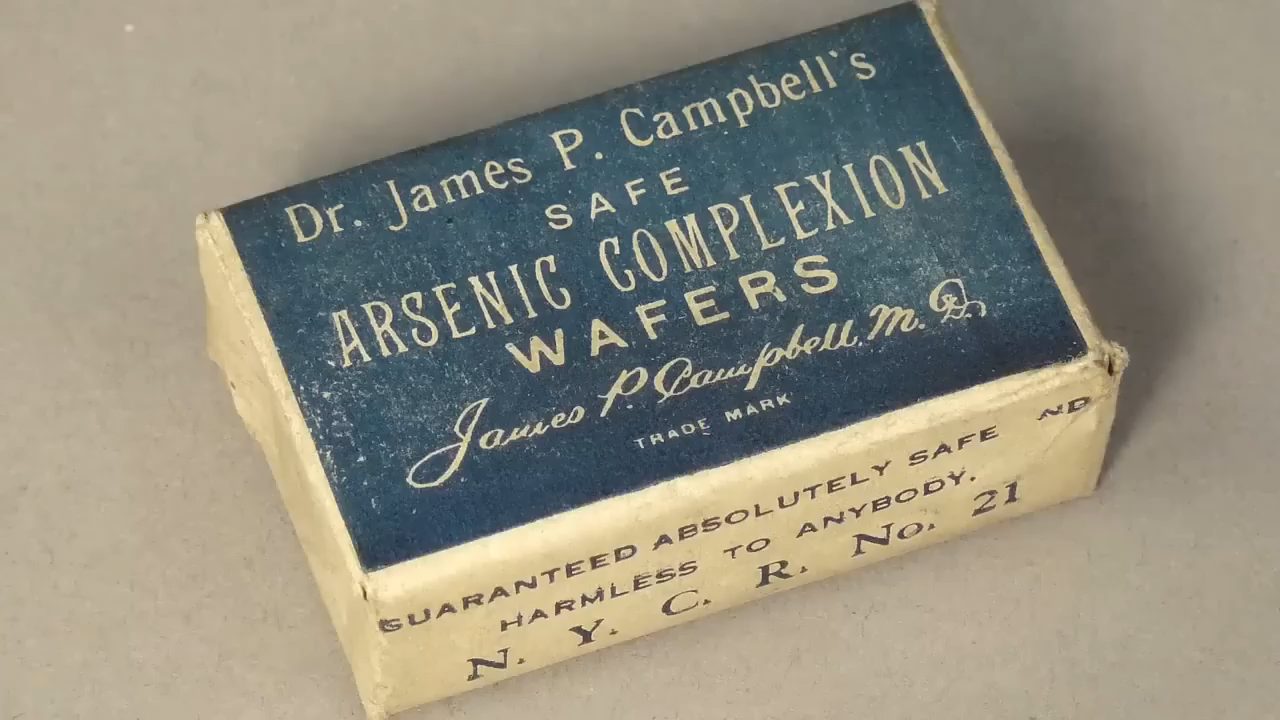 Dr. James P. Campbell's
SAFE
ARSENIC COMPLEXION
WAFERS
James P. Campbell, M. D.,
TRADE MARK
GUARANTEED ABSOLUTELY SAFE ND
HARMLESS TO ANYBODY.
N. Y. C. R. No. 21